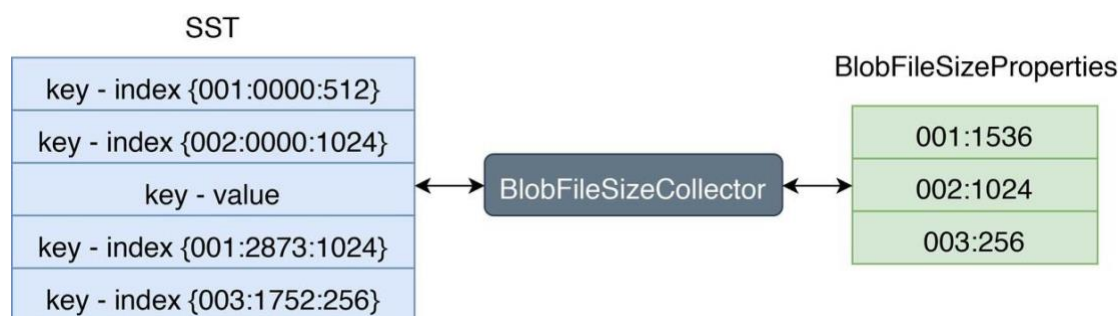 SST
key - index {001:0000:512}
key - index {002:0000:1024}
key - value
key - index {001:2873:1024}
key - index {003:1752:256}
BlobFileSizeCollector
BlobFileSizeProperties
001:1536
002:1024
003:256